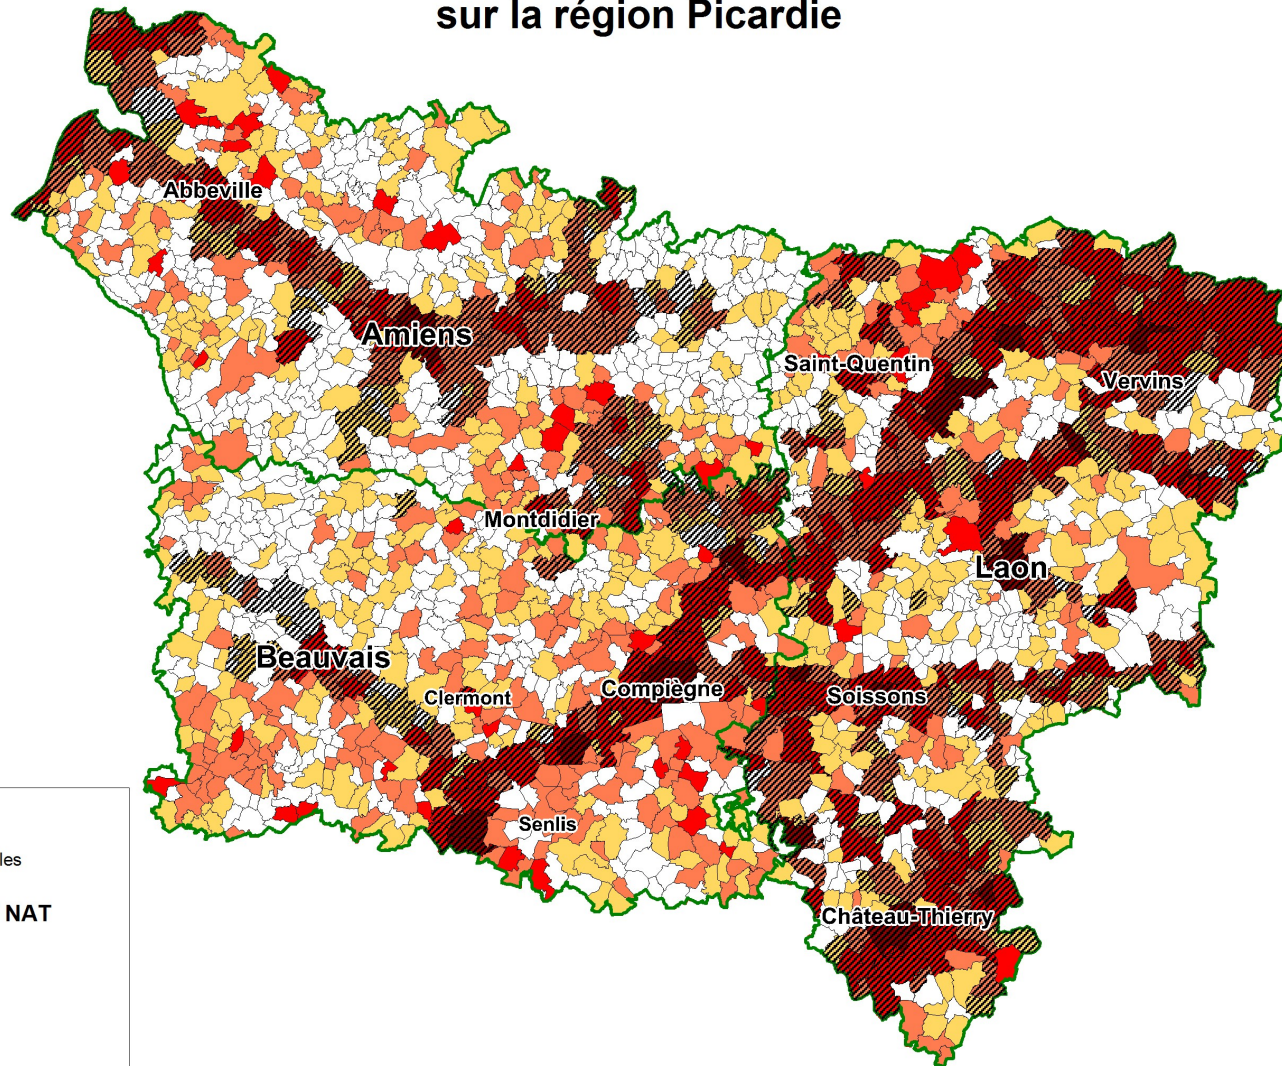 sur la région Picardie
Abbeville
Amiens
Saint-Quentin
Vervins
Montdidier
Laon
Beauvais
Clermont
Compiègne
Soissons
Senlis
les
NAT
Château-Thierry